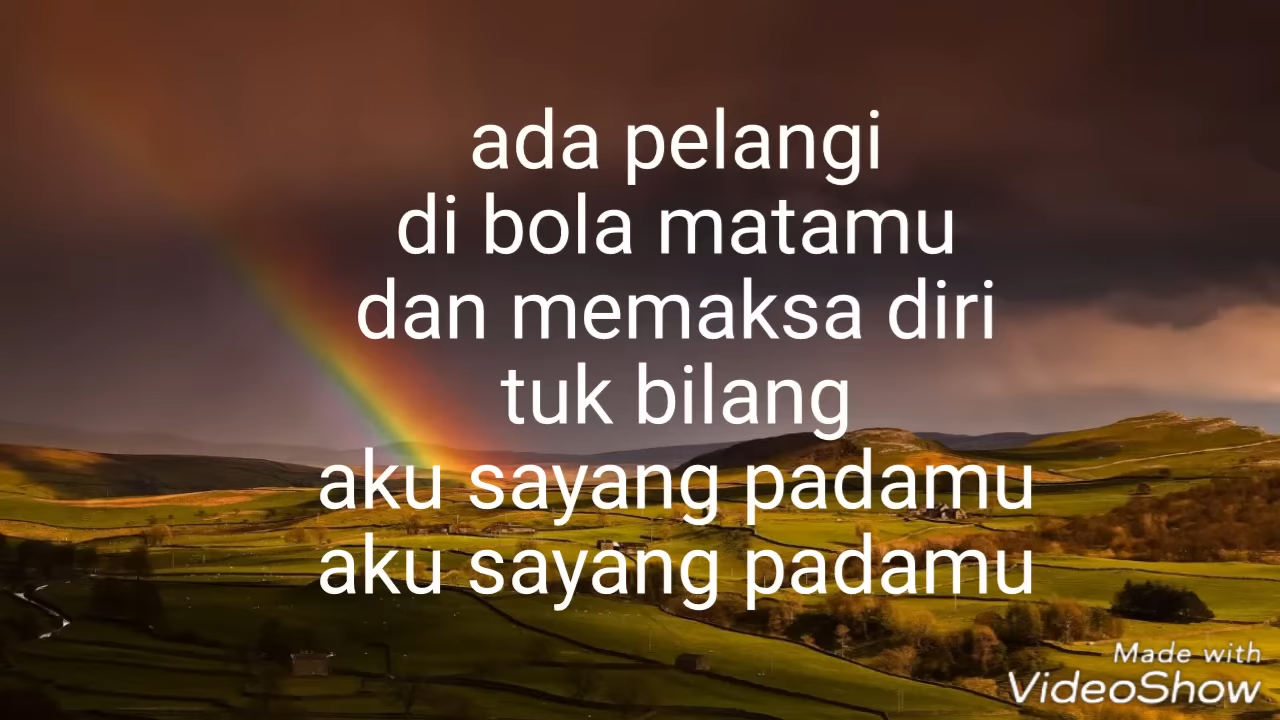 ada pelangi
di bola matamu
dan memaksa diri
tuk bilang
aku sayang padamu
aku sayang padamu
Made with
VideoShow